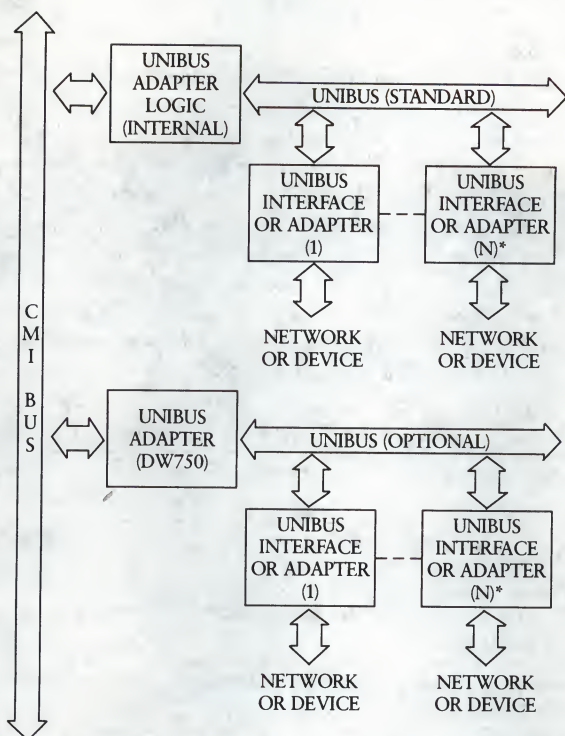 UNIBUS
ADAPTER
LOGIC
(INTERNAL)
UNIBUS (STANDARD)
UNIBUS
INTERFACE
OR ADAPTER
(1)
UNIBUS
INTERFACE
OR ADAPTER
(N)*
NETWORK
OR DEVICE
NETWORK
OR DEVICE
CMI BUS
UNIBUS
ADAPTER
(DW750)
UNIBUS (OPTIONAL)
UNIBUS
INTERFACE
OR ADAPTER
(1)
UNIBUS
INTERFACE
OR ADAPTER
(N)*
NETWORK
OR DEVICE
NETWORK
OR DEVICE